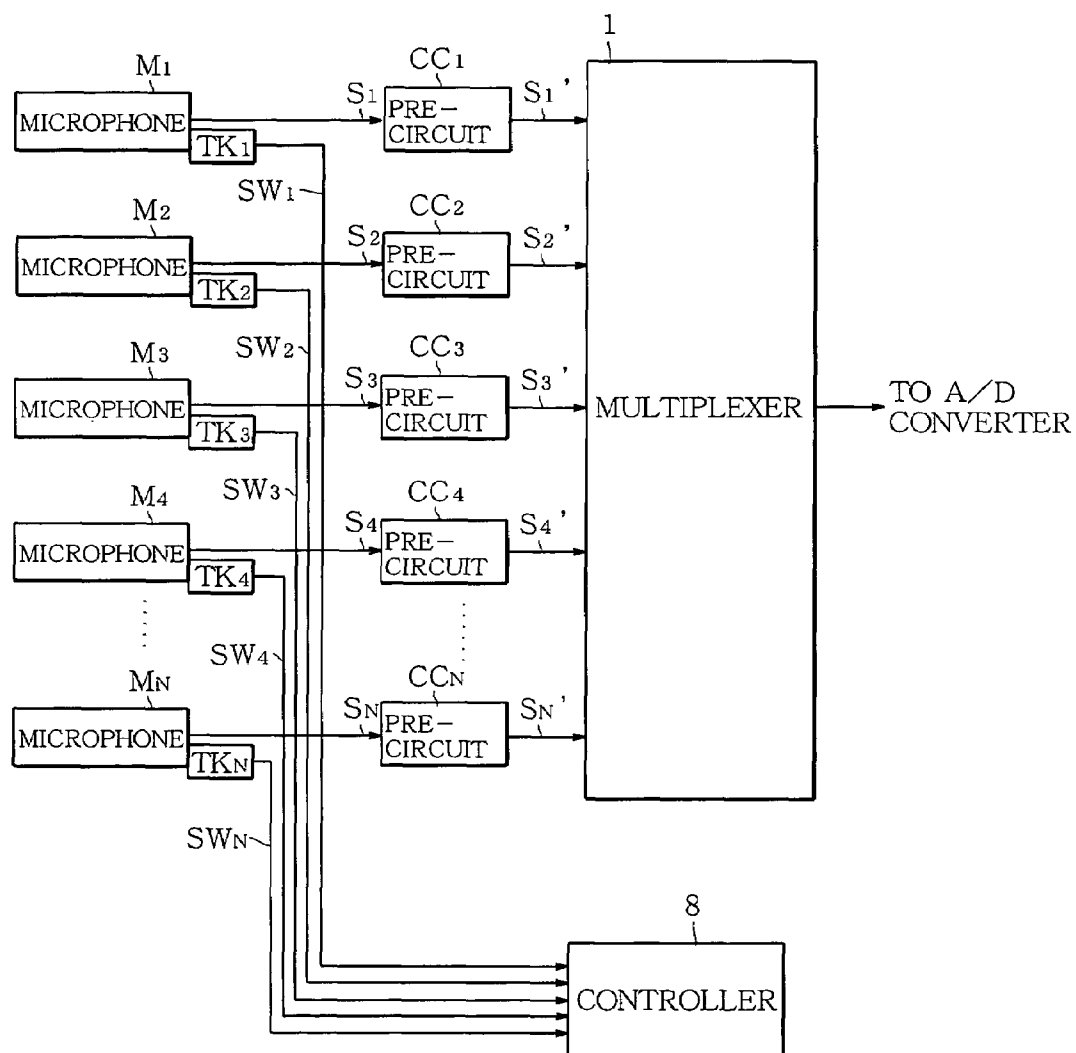 1
M1 CC1
MICROPHONE S1 PRE-
CIRCUIT S1'
TK1
SW1
M2 CC2
MICROPHONE S2 PRE-
CIRCUIT S2'
TK2
SW2
M3 CC3
MICROPHONE S3 PRE-
CIRCUIT S3' MULTIPLEXER TO A/D
CONVERTER
TK3
SW3
M4 CC4
MICROPHONE S4 PRE-
CIRCUIT S4'
TK4
SW4
MN CCN
MICROPHONE SN PRE-
CIRCUIT SN'
TKN
SWN
8
CONTROLLER